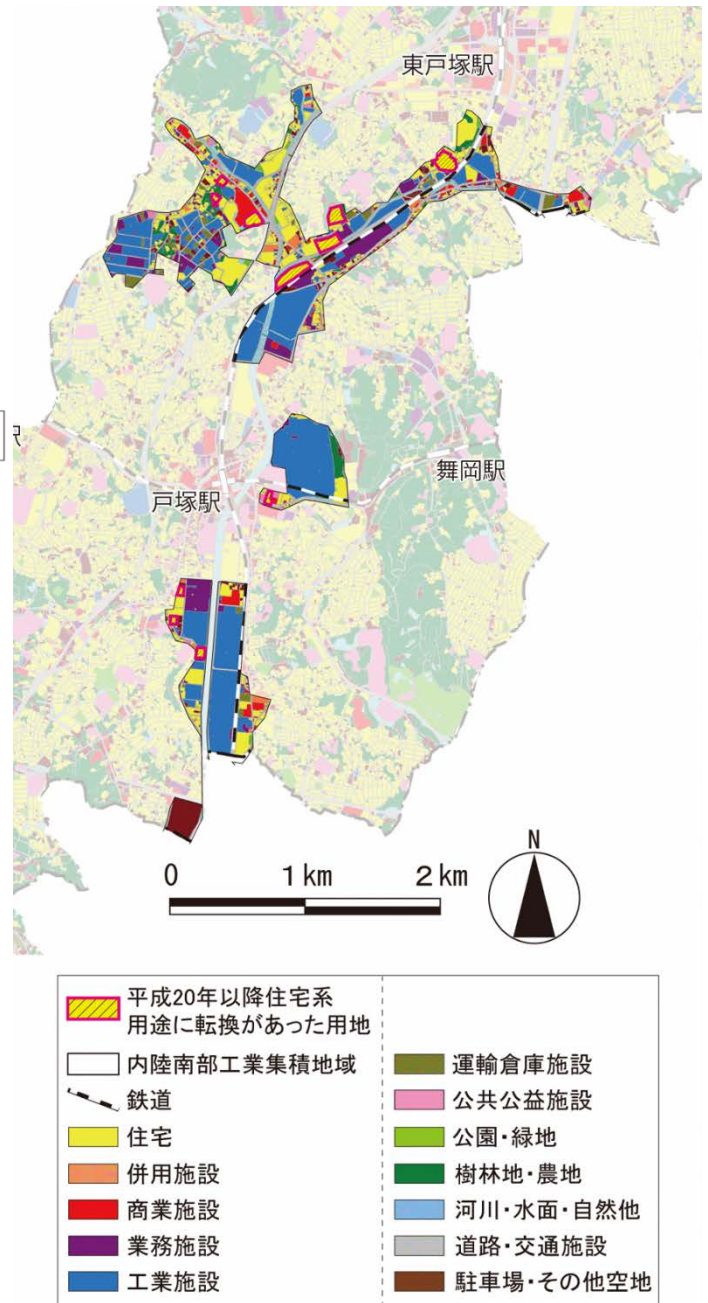 東戸塚駅
駅
舞岡駅
戸塚駅
0 1km 2km
N
平成20年以降住宅系
用途に転換があった用地
内陸南部工業集積地域
鉄道
住宅
併用施設
商業施設
業務施設
工業施設
運輸倉庫施設
公共公益施設
公園・緑地
樹林地・農地
河川・水面・自然他
道路・交通施設
駐車場・その他空地